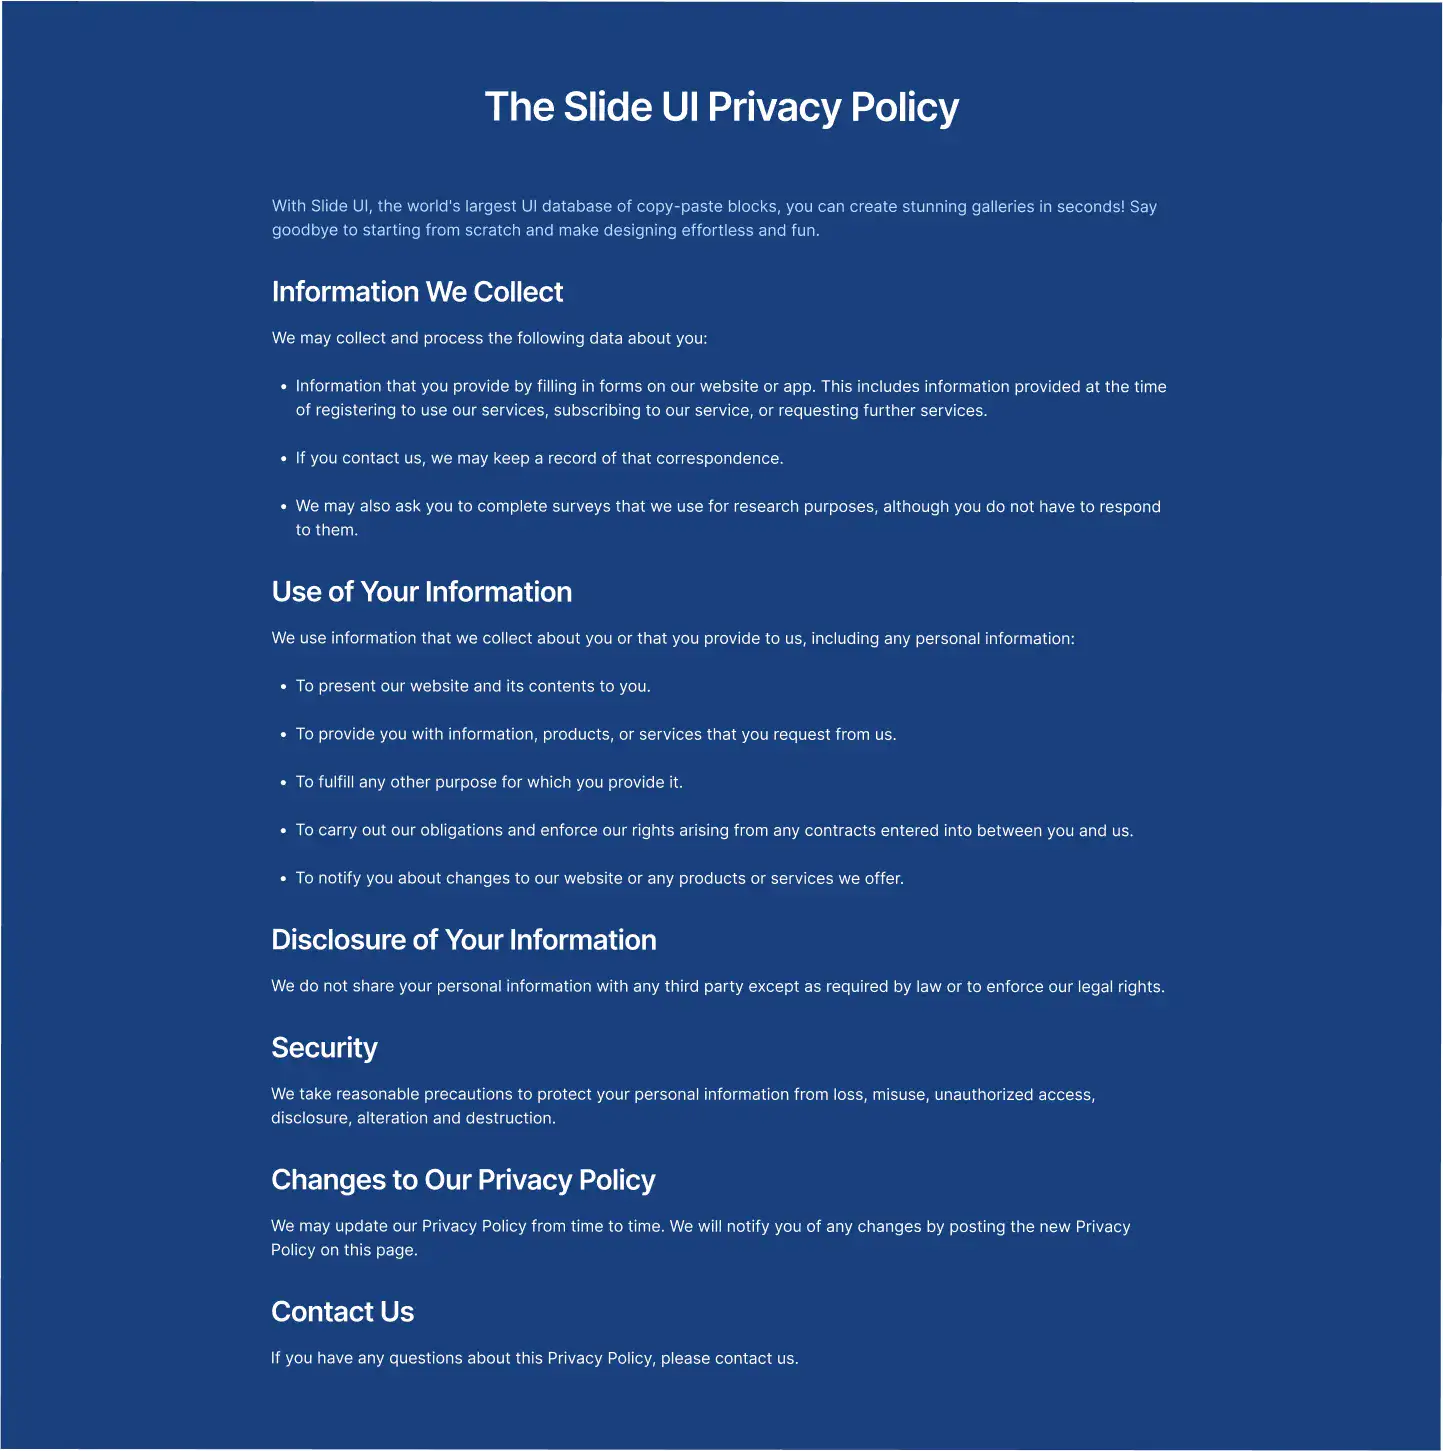 The Slide UI Privacy Policy
With Slide UI, the world's largest UI database of copy-paste blocks, you can create stunning galleries in seconds! Say
goodbye to starting from scratch and make designing effortless and fun.
Information We Collect
We may collect and process the following data about you:
• Information that you provide by filling in forms on our website or app. This includes information provided at the time
of registering to use our services, subscribing to our service, or requesting further services.
• If you contact us, we may keep a record of that correspondence.
• We may also ask you to complete surveys that we use for research purposes, although you do not have to respond
to them.
Use of Your Information
We use information that we collect about you or that you provide to us, including any personal information:
• To present our website and its contents to you.
• To provide you with information, products, or services that you request from us.
• To fulfill any other purpose for which you provide it.
• To carry out our obligations and enforce our rights arising from any contracts entered into between you and us.
• To notify you about changes to our website or any products or services we offer.
Disclosure of Your Information
We do not share your personal information with any third party except as required by law or to enforce our legal rights.
Security
We take reasonable precautions to protect your personal information from loss, misuse, unauthorized access,
disclosure, alteration and destruction.
Changes to Our Privacy Policy
We may update our Privacy Policy from time to time. We will notify you of any changes by posting the new Privacy
Policy on this page.
Contact Us
If you have any questions about this Privacy Policy, please contact us.